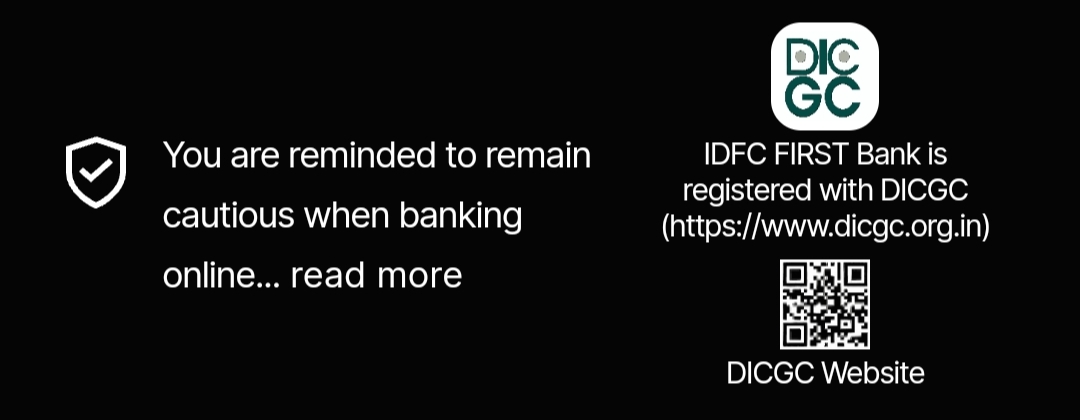 You are reminded to remain
cautious when banking
online... read more
DIC
GC
IDFC FIRST Bank is
registered with DICGC
(https://www.dicgc.org.in)
DICGC Website